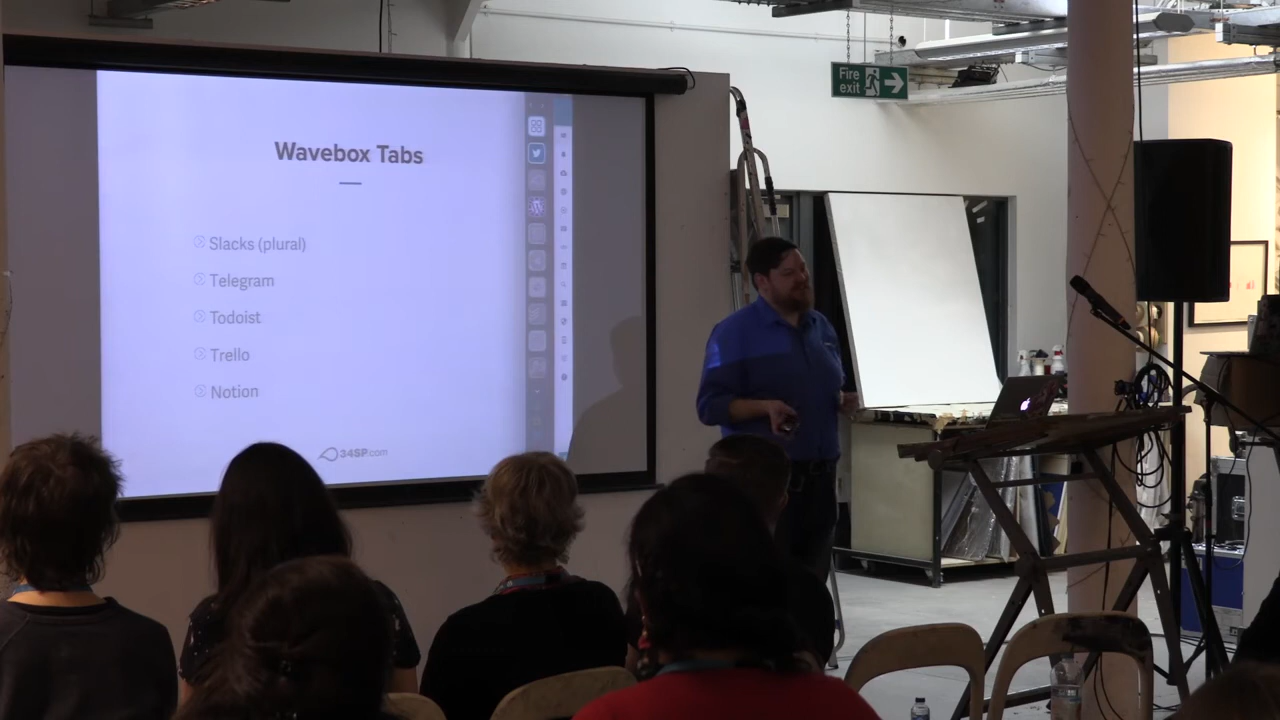 Wavebox Tabs
Slacks (plural)
Telegram
Todoist
Trello
Notion
34SP.com
Fire
exit